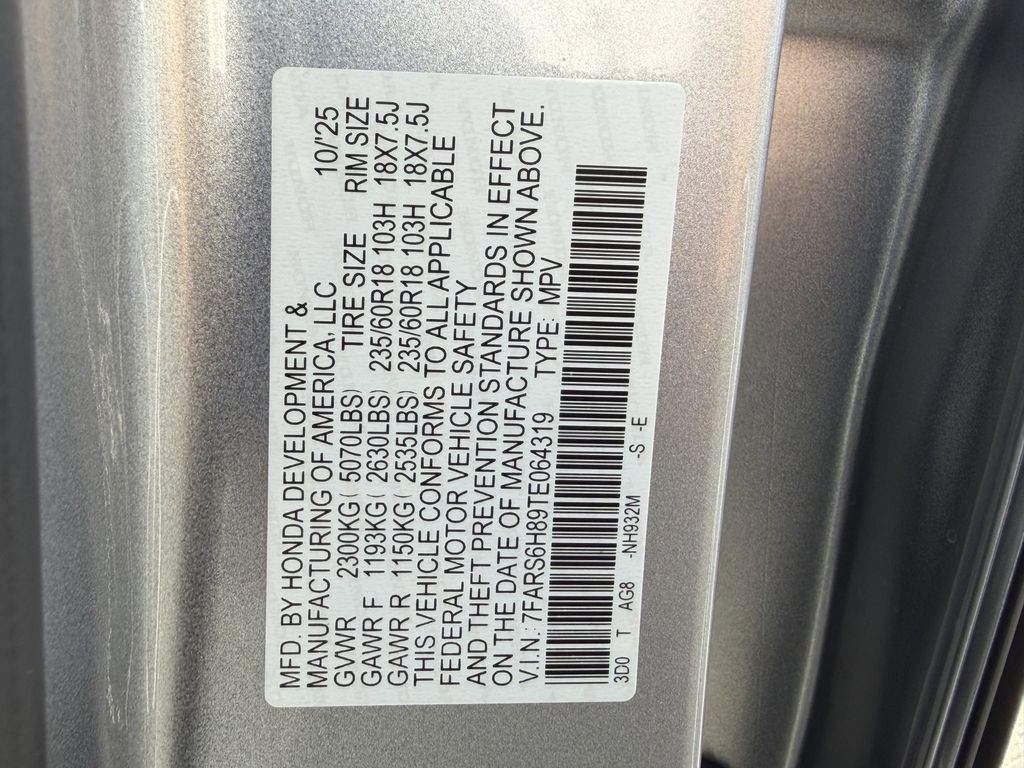 MFD. BY HONDA DEVELOPMENT &
MANUFACTURING OF AMERICA, LLC 10/'25
GVWR 2300KG ( 5070LBS) TIRE SIZE RIM SIZE
GAWR F 1193KG ( 2630LBS) 235/60R18 103H 18X7.5J
GAWR R 1150KG ( 2535LBS) 235/60R18 103H 18X7.5J
THIS VEHICLE CONFORMS TO ALL APPLICABLE
FEDERAL MOTOR VEHICLE SAFETY
AND THEFT PREVENTION STANDARDS IN EFFECT
ON THE DATE OF MANUFACTURE SHOWN ABOVE.
V.I.N: 7FARS6H89TE064319 TYPE: MPV
3D0 T AG8 -NH932M -S -E